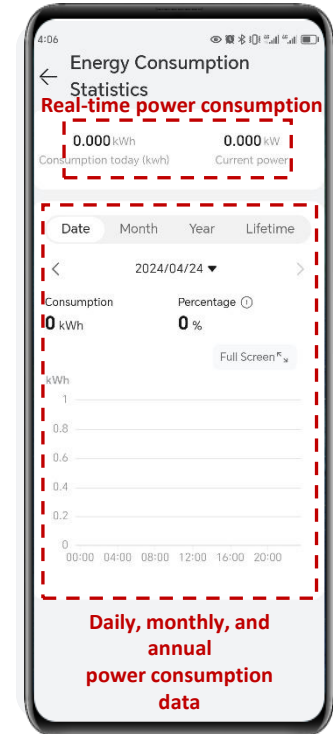 4:06
Energy Consumption
Statistics
Real-time power consumption
0.000 kWh 0.000 kW
Consumption today (kwh) Current power
Date Month Year Lifetime
2024/04/24
Consumption Percentage
0 kWh 0 %
Full Screen
kWh
1
0.8
0.6
0.4
0.2
0
00:00 04:00 08:00 12:00 16:00 20:00
Daily, monthly, and
annual
power consumption
data